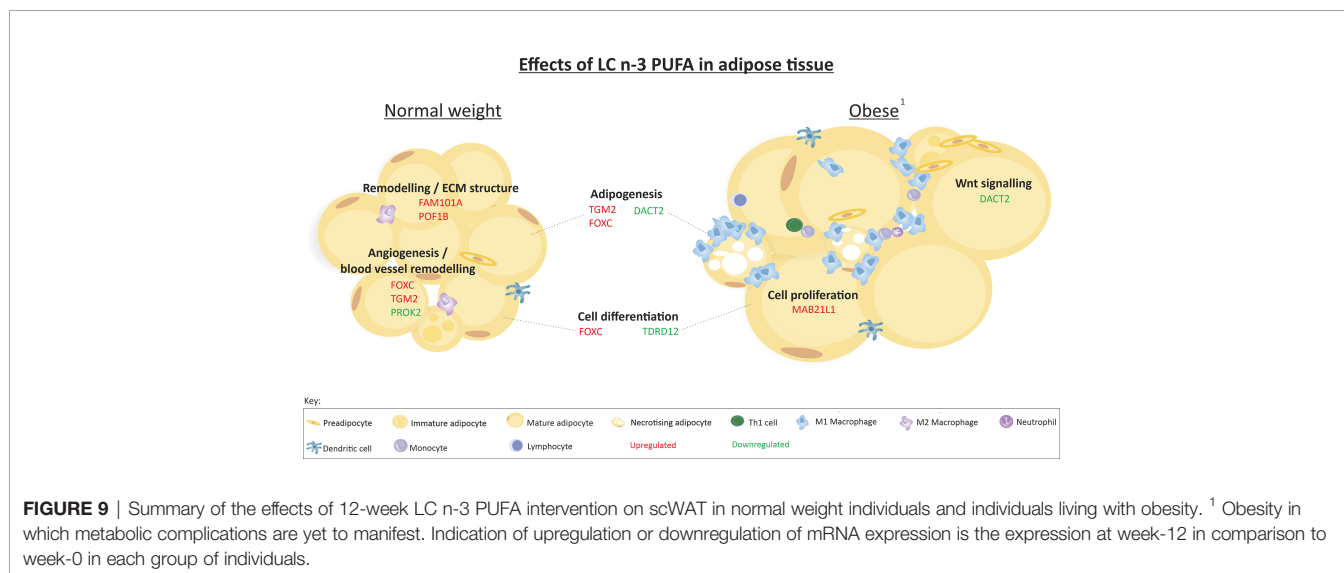 Effects of LC n-3 PUFA in adipose tissue
Normal weight
Obese1
Remodelling / ECM structure
FAM101A
POF1B
Angiogenesis /
blood vessel remodelling
FOXC
TGM2
PROK2
Adipogenesis
TGM2 DACT2
FOXC
Cell differentiation
FOXC TDRD12
Wnt signalling
DACT2
Cell proliferation
MAB21L1
Key:
Preadipocyte Immature adipocyte Mature adipocyte Necrotising adipocyte Th1 cell M1 Macrophage M2 Macrophage Neutrophil
Dendritic cell Monocyte Lymphocyte Upregulated Downregulated
FIGURE 9 | Summary of the effects of 12-week LC n-3 PUFA intervention on scWAT in normal weight individuals and individuals living with obesity. 1 Obesity in
which metabolic complications are yet to manifest. Indication of upregulation or downregulation of mRNA expression is the expression at week-12 in comparison to
week-0 in each group of individuals.